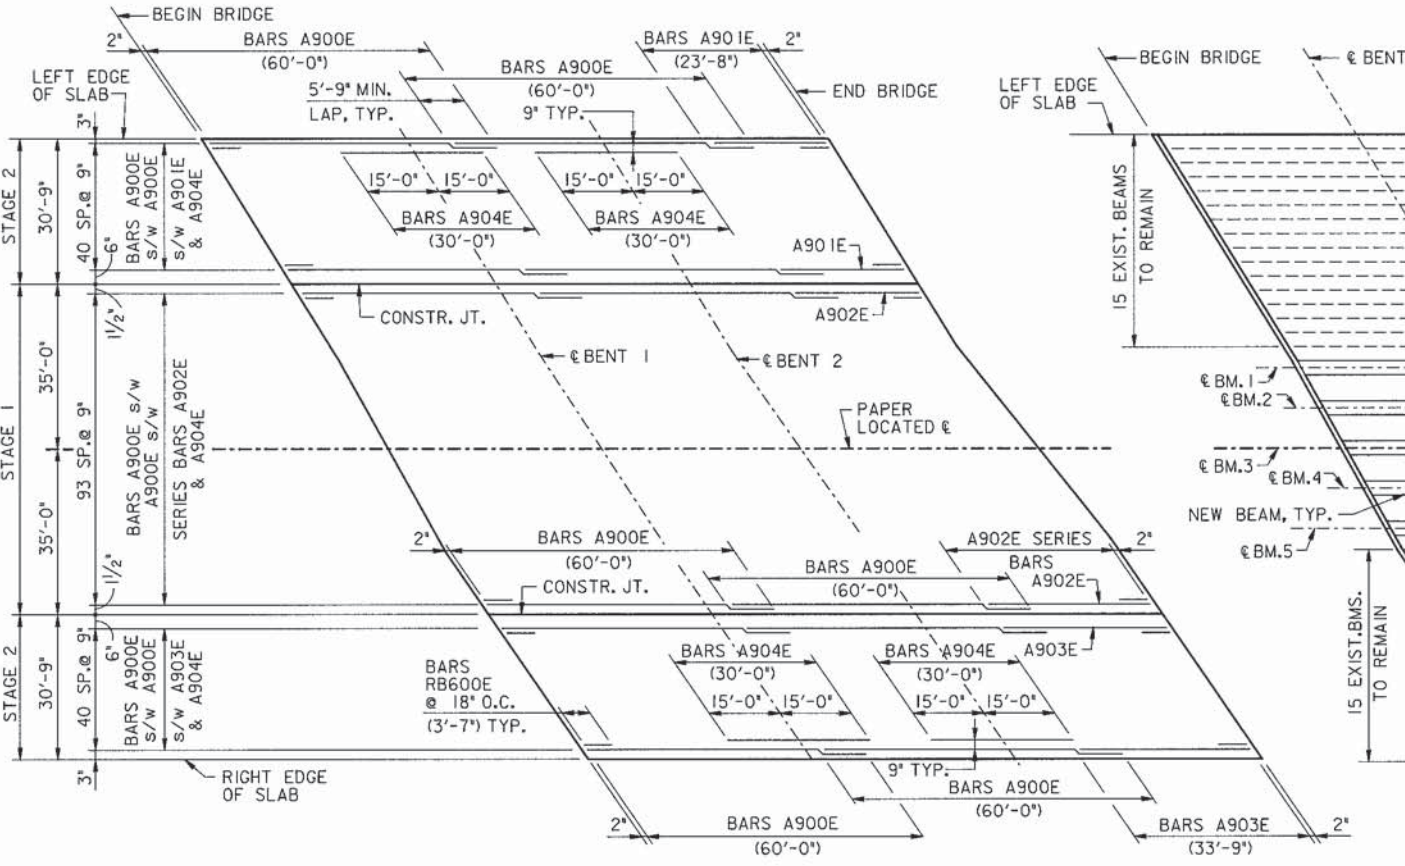 BEGIN BRIDGE
2"
BARS A900E
(60'-0")
BARS A901E
(23'-8")
2"
BARS A900E
(60'-0")
LEFT EDGE
OF SLAB
5'-9" MIN.
LAP, TYP.
9" TYP.
END BRIDGE
3"
STAGE 2
30'-9"
40 SP.@ 9"
BARS A900E
s/w A900E
s/w A901E
& A904E
6"
15'-0"
15'-0"
15'-0"
15'-0"
BARS A904E
(30'-0")
BARS A904E
(30'-0")
A901E
CONSTR. JT.
A902E
1 1/2"
STAGE 1
35'-0"
35'-0"
93 SP.@ 9"
BARS A900E s/w
A900E s/w
SERIES BARS A902E
& A904E
℄ BENT 1
℄ BENT 2
PAPER
LOCATED ℄
2"
BARS A900E
(60'-0")
A902E SERIES
2"
BARS A900E
(60'-0")
BARS
A902E
1 1/2"
CONSTR. JT.
STAGE 2
30'-9"
6"
40 SP.@ 9"
BARS A900E
s/w A900E
s/w A903E
& A904E
A903E
BARS A904E
(30'-0")
BARS A904E
(30'-0")
15'-0"
15'-0"
15'-0"
15'-0"
BARS
RB600E
@ 18" O.C.
(3'-7") TYP.
3"
RIGHT EDGE
OF SLAB
9" TYP.
BARS A900E
(60'-0")
2"
BARS A900E
(60'-0")
BARS A903E
(33'-9")
2"
BEGIN BRIDGE
℄ BENT
LEFT EDGE
OF SLAB
15 EXIST. BEAMS
TO REMAIN
℄ BM.1
℄ BM.2
℄ BM.3
℄ BM.4
NEW BEAM, TYP.
℄ BM.5
15 EXIST.BMS.
TO REMAIN